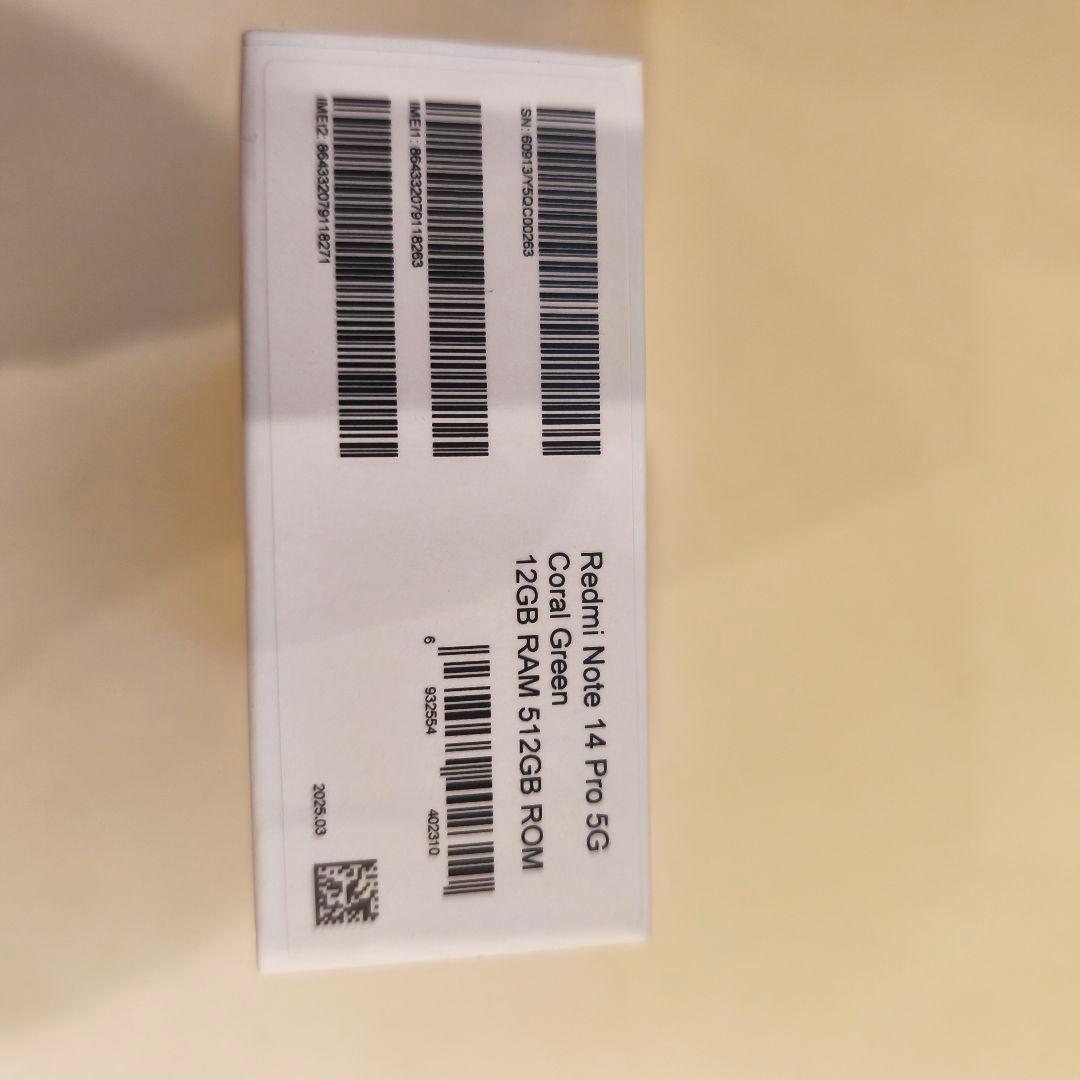 SN: 60913/Y5QC00263
IMEI1: 864332079118263
IMEI2: 864332079118271
Redmi Note 14 Pro 5G
Coral Green
12GB RAM 512GB ROM
6 932554 402310
2025.03